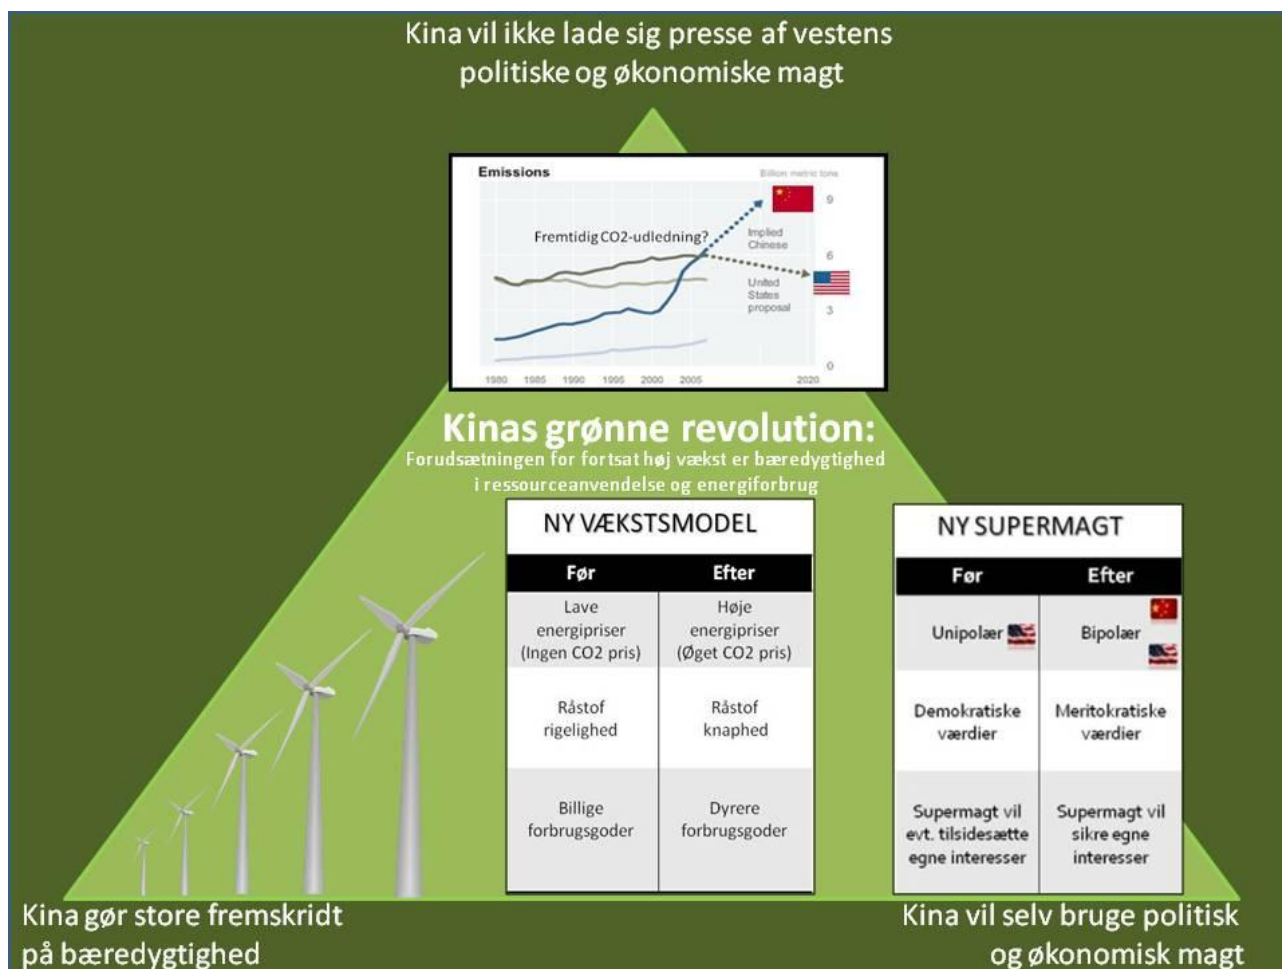 Kina vil ikke lade sig presse af vestens
politiske og økonomiske magt
Emissions
Billion metric tons
9
Fremtidig CO2-udledning?
Implied
Chinese
6
United
States
proposal
3
0
1980 1985 1990 1995 2000 2005 2020
Kinas grønne revolution:
Forudsætningen for fortsat høj vækst er bæredygtighed
i ressourceanvendelse og energiforbrug
NY VÆKSTSMODEL
Før Efter
Lave Høje
energipriser energipriser
(Ingen CO2 pris) (Øget CO2 pris)
Råstof Råstof
rigelighed knaphed
Billige Dyrere
forbrugsgoder forbrugsgoder
NY SUPERMAGT
Før Efter
Unipolær Bipolær
Demokratiske Meritokratiske
værdier værdier
Supermagt vil Supermagt vil
evt. tilsidesætte sikre egne
egne interesser interesser
Kina gør store fremskridt
på bæredygtighed
Kina vil selv bruge politisk
og økonomisk magt